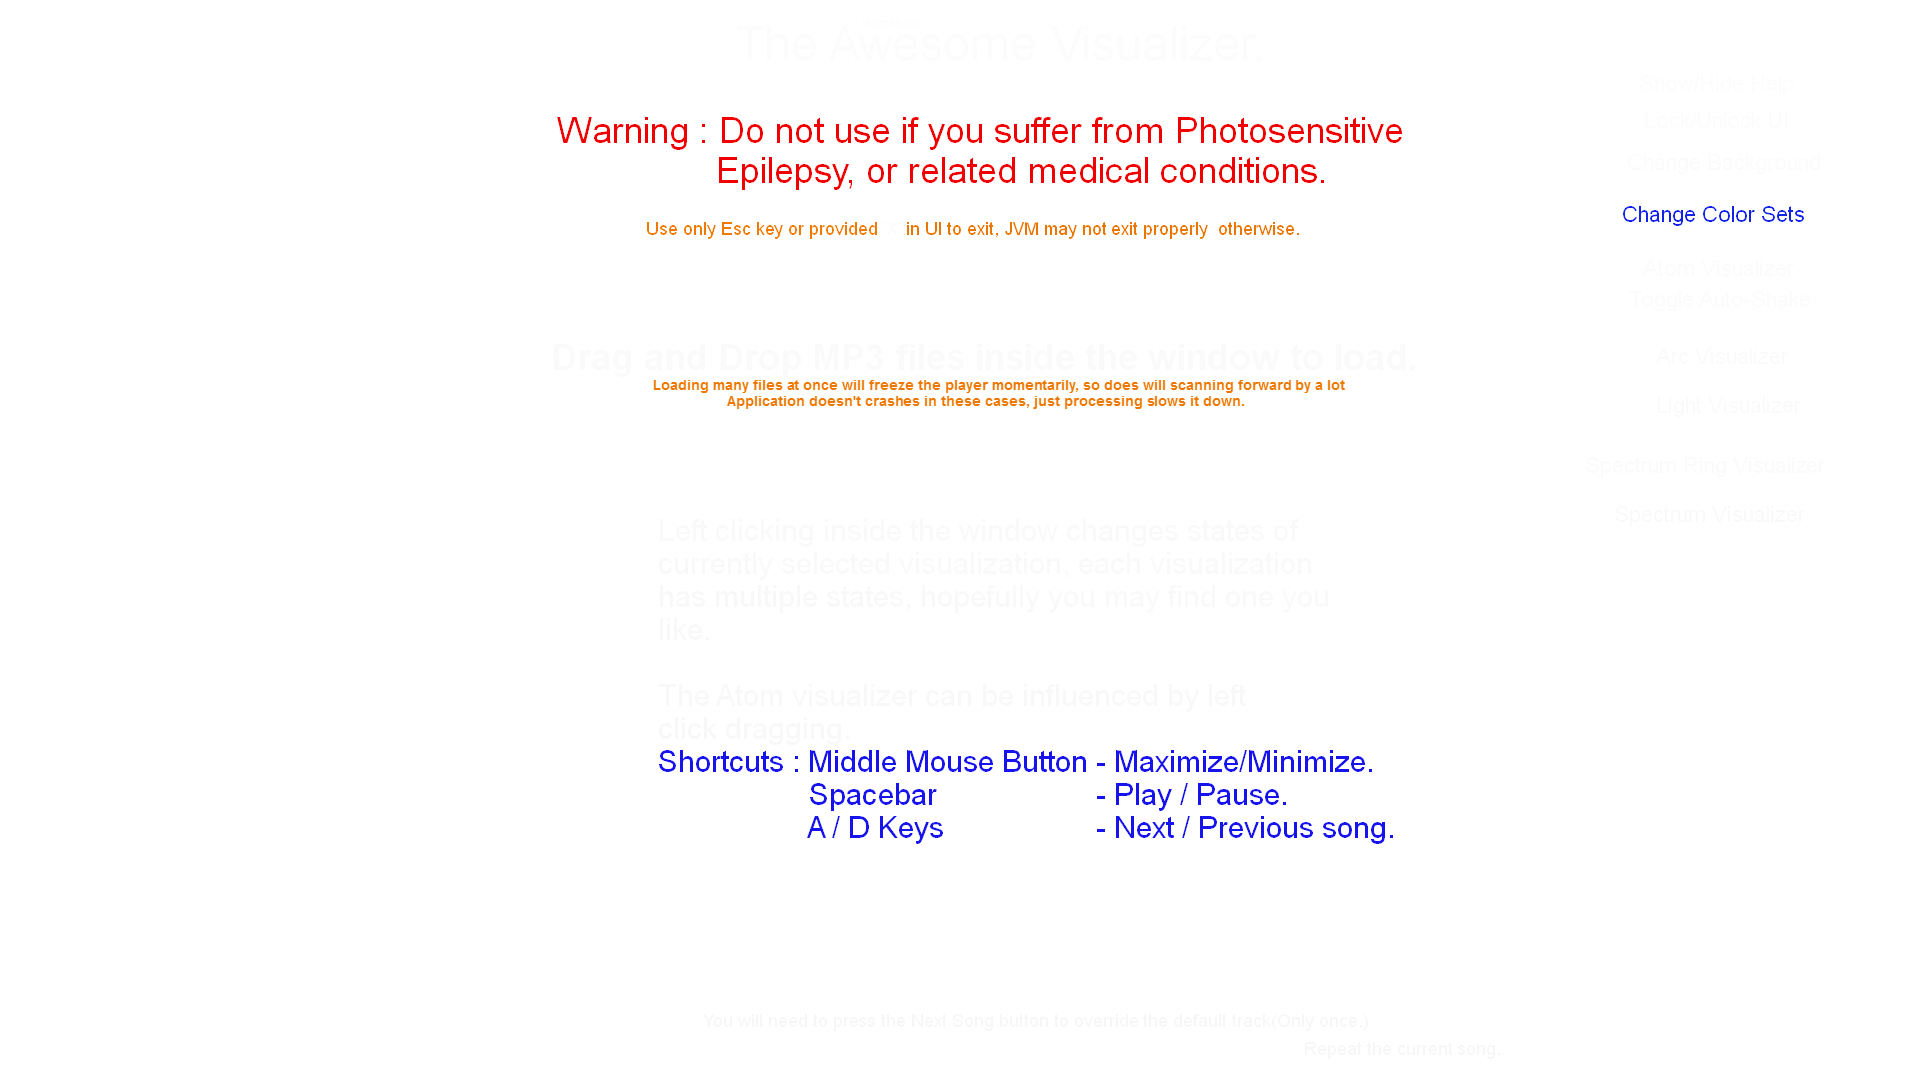 The Awesome Visualizer.
Show/Hide Help
Warning : Do not use if you suffer from Photosensitive
Epilepsy, or related medical conditions.
Lock/Unlock UI
Change Background
Change Color Sets
Use only Esc key or provided X in UI to exit, JVM may not exit properly otherwise.
Atom Visualizer
Toggle Auto-Shake
Drag and Drop MP3 files inside the window to load.
Arc Visualizer
Loading many files at once will freeze the player momentarily, so does will scanning forward by a lot
Application doesn't crashes in these cases, just processing slows it down.
Light Visualizer
Spectrum Ring Visualizer
Spectrum Visualizer
Left clicking inside the window changes states of
currently selected visualization, each visualization
has multiple states, hopefully you may find one you
like.
The Atom visualizer can be influenced by left
click dragging.
Shortcuts : Middle Mouse Button - Maximize/Minimize.
Spacebar - Play / Pause.
A / D Keys - Next / Previous song.
You will need to press the Next Song button to override the default track(Only once.)
Repeat the current song.